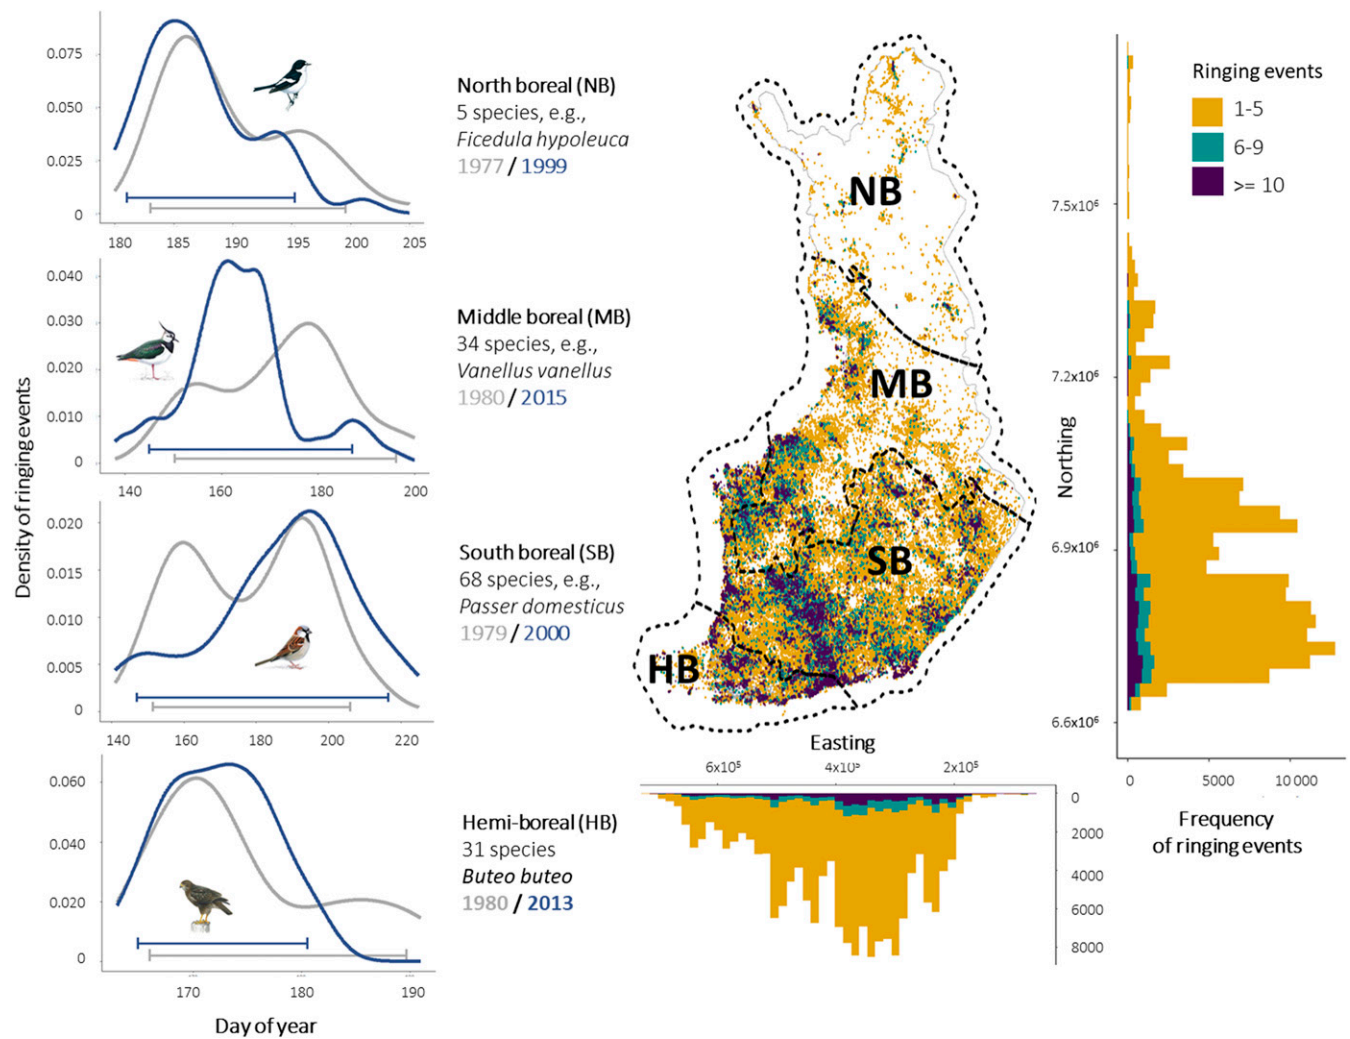 Density of ringing events
0.075
0.050
0.025
0
180 185 190 195 200 205
North boreal (NB)
5 species, e.g.,
Ficedula hypoleuca
1977 / 1999
0.040
0.030
0.020
0.010
0
140 160 180 200
Middle boreal (MB)
34 species, e.g.,
Vanellus vanellus
1980 / 2015
0.020
0.015
0.010
0.005
0
140 160 180 200 220
South boreal (SB)
68 species, e.g.,
Passer domesticus
1979 / 2000
0.060
0.040
0.020
0
170 180 190
Day of year
Hemi-boreal (HB)
31 species
Buteo buteo
1980 / 2013
NB
MB
SB
HB
Easting
6x10⁵ 4x10⁵ 2x10⁵
0
2000
4000
6000
8000
Northing
7.5x10⁶
7.2x10⁶
6.9x10⁶
6.6x10⁶
0 5000 10 000
Frequency
of ringing events
Ringing events
1-5
6-9
>= 10